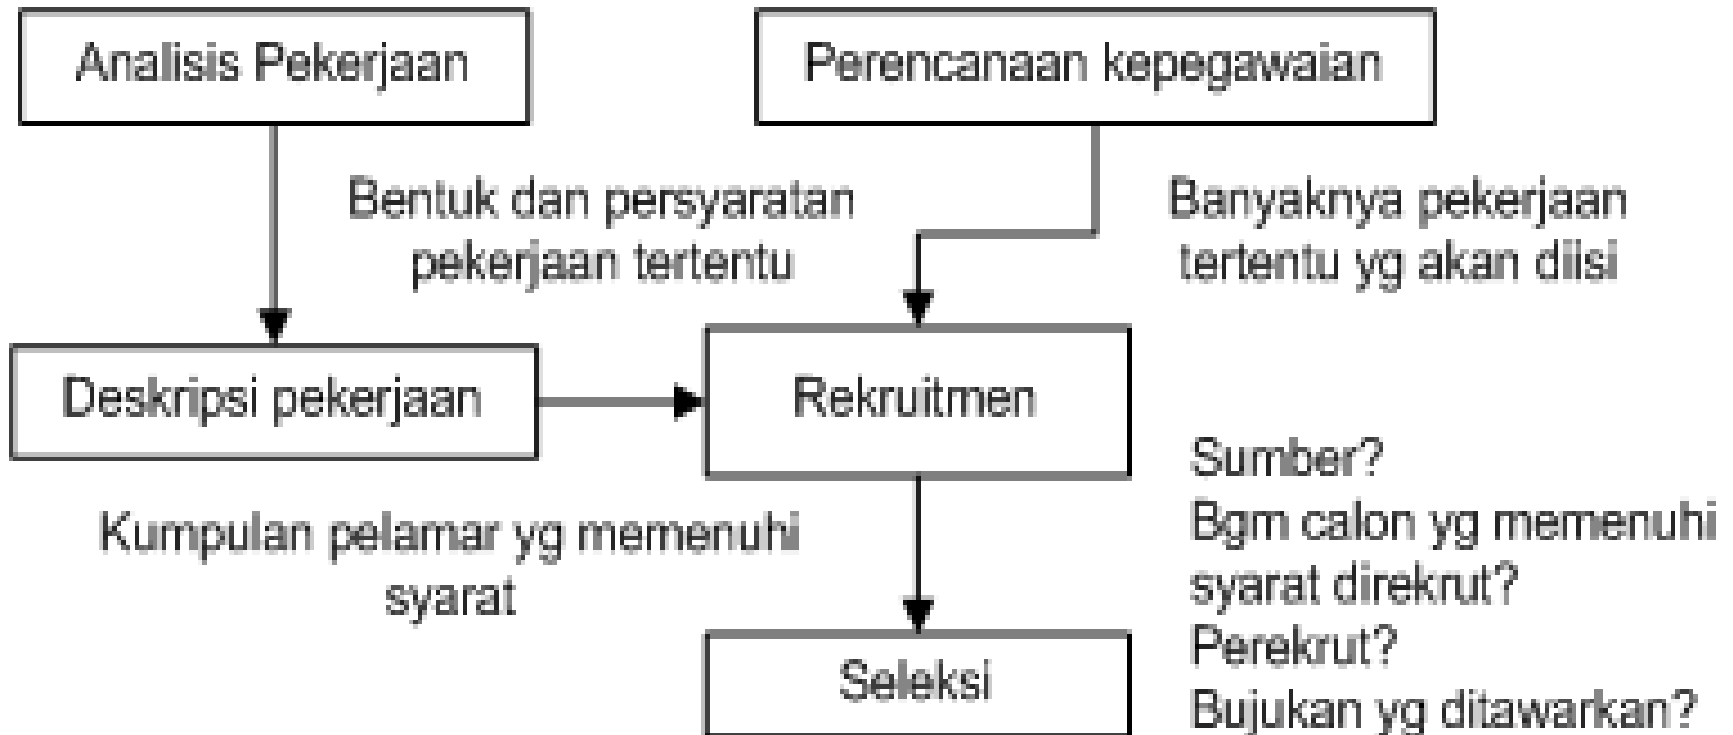 Analisis Pekerjaan
Perencanaan kepegawaian
Bentuk dan persyaratan
pekerjaan tertentu
Banyaknya pekerjaan
tertentu yg akan diisi
Deskripsi pekerjaan
Rekruitmen
Kumpulan pelamar yg memenuhi
syarat
Sumber?
Bgm calon yg memenuhi
syarat direkrut?
Perekrut?
Bujukan yg ditawarkan?
Seleksi